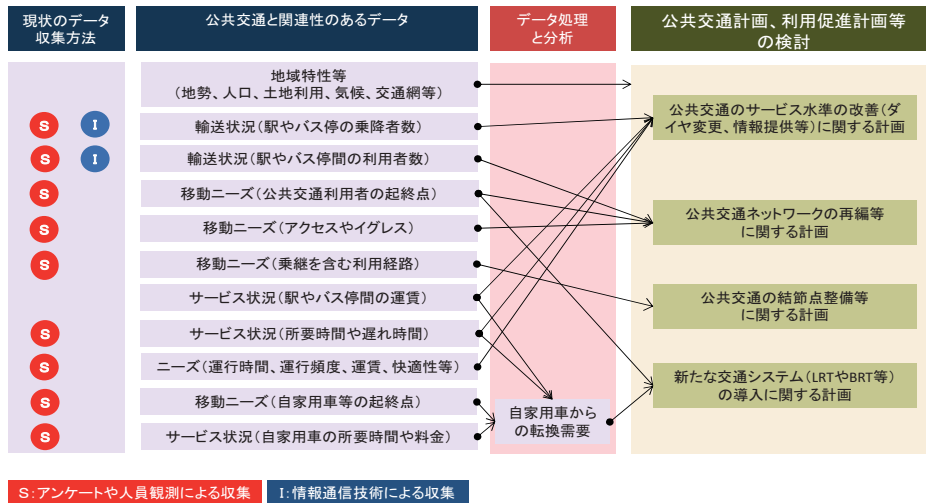 現状のデータ
収集方法
公共交通と関連性のあるデータ
データ処理
と分析
公共交通計画、利用促進計画等
の検討
地域特性等
（地勢、人口、土地利用、気候、交通網等）
S I 輸送状況（駅やバス停の乗降者数）
S I 輸送状況（駅やバス停間の利用者数）
S 移動ニーズ（公共交通利用者の起終点）
S 移動ニーズ（アクセスやイグレス）
S 移動ニーズ（乗継を含む利用経路）
サービス状況（駅やバス停間の運賃）
S サービス状況（所要時間や遅れ時間）
S ニーズ（運行時間、運行頻度、運賃、快適性等）
S 移動ニーズ（自家用車等の起終点）
S サービス状況（自家用車の所要時間や料金）
自家用車から
の転換需要
公共交通のサービス水準の改善（ダ
イヤ変更、情報提供等）に関する計画
公共交通ネットワークの再編等
に関する計画
公共交通の結節点整備等
に関する計画
新たな交通システム（LRTやBRT等）
の導入に関する計画
S：アンケートや人員観測による収集
I：情報通信技術による収集